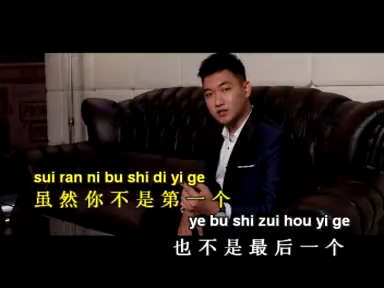 sui ran ni bu shi di yi ge
虽然你不是第一个
ye bu shi zui hou yi ge
也不是最后一个